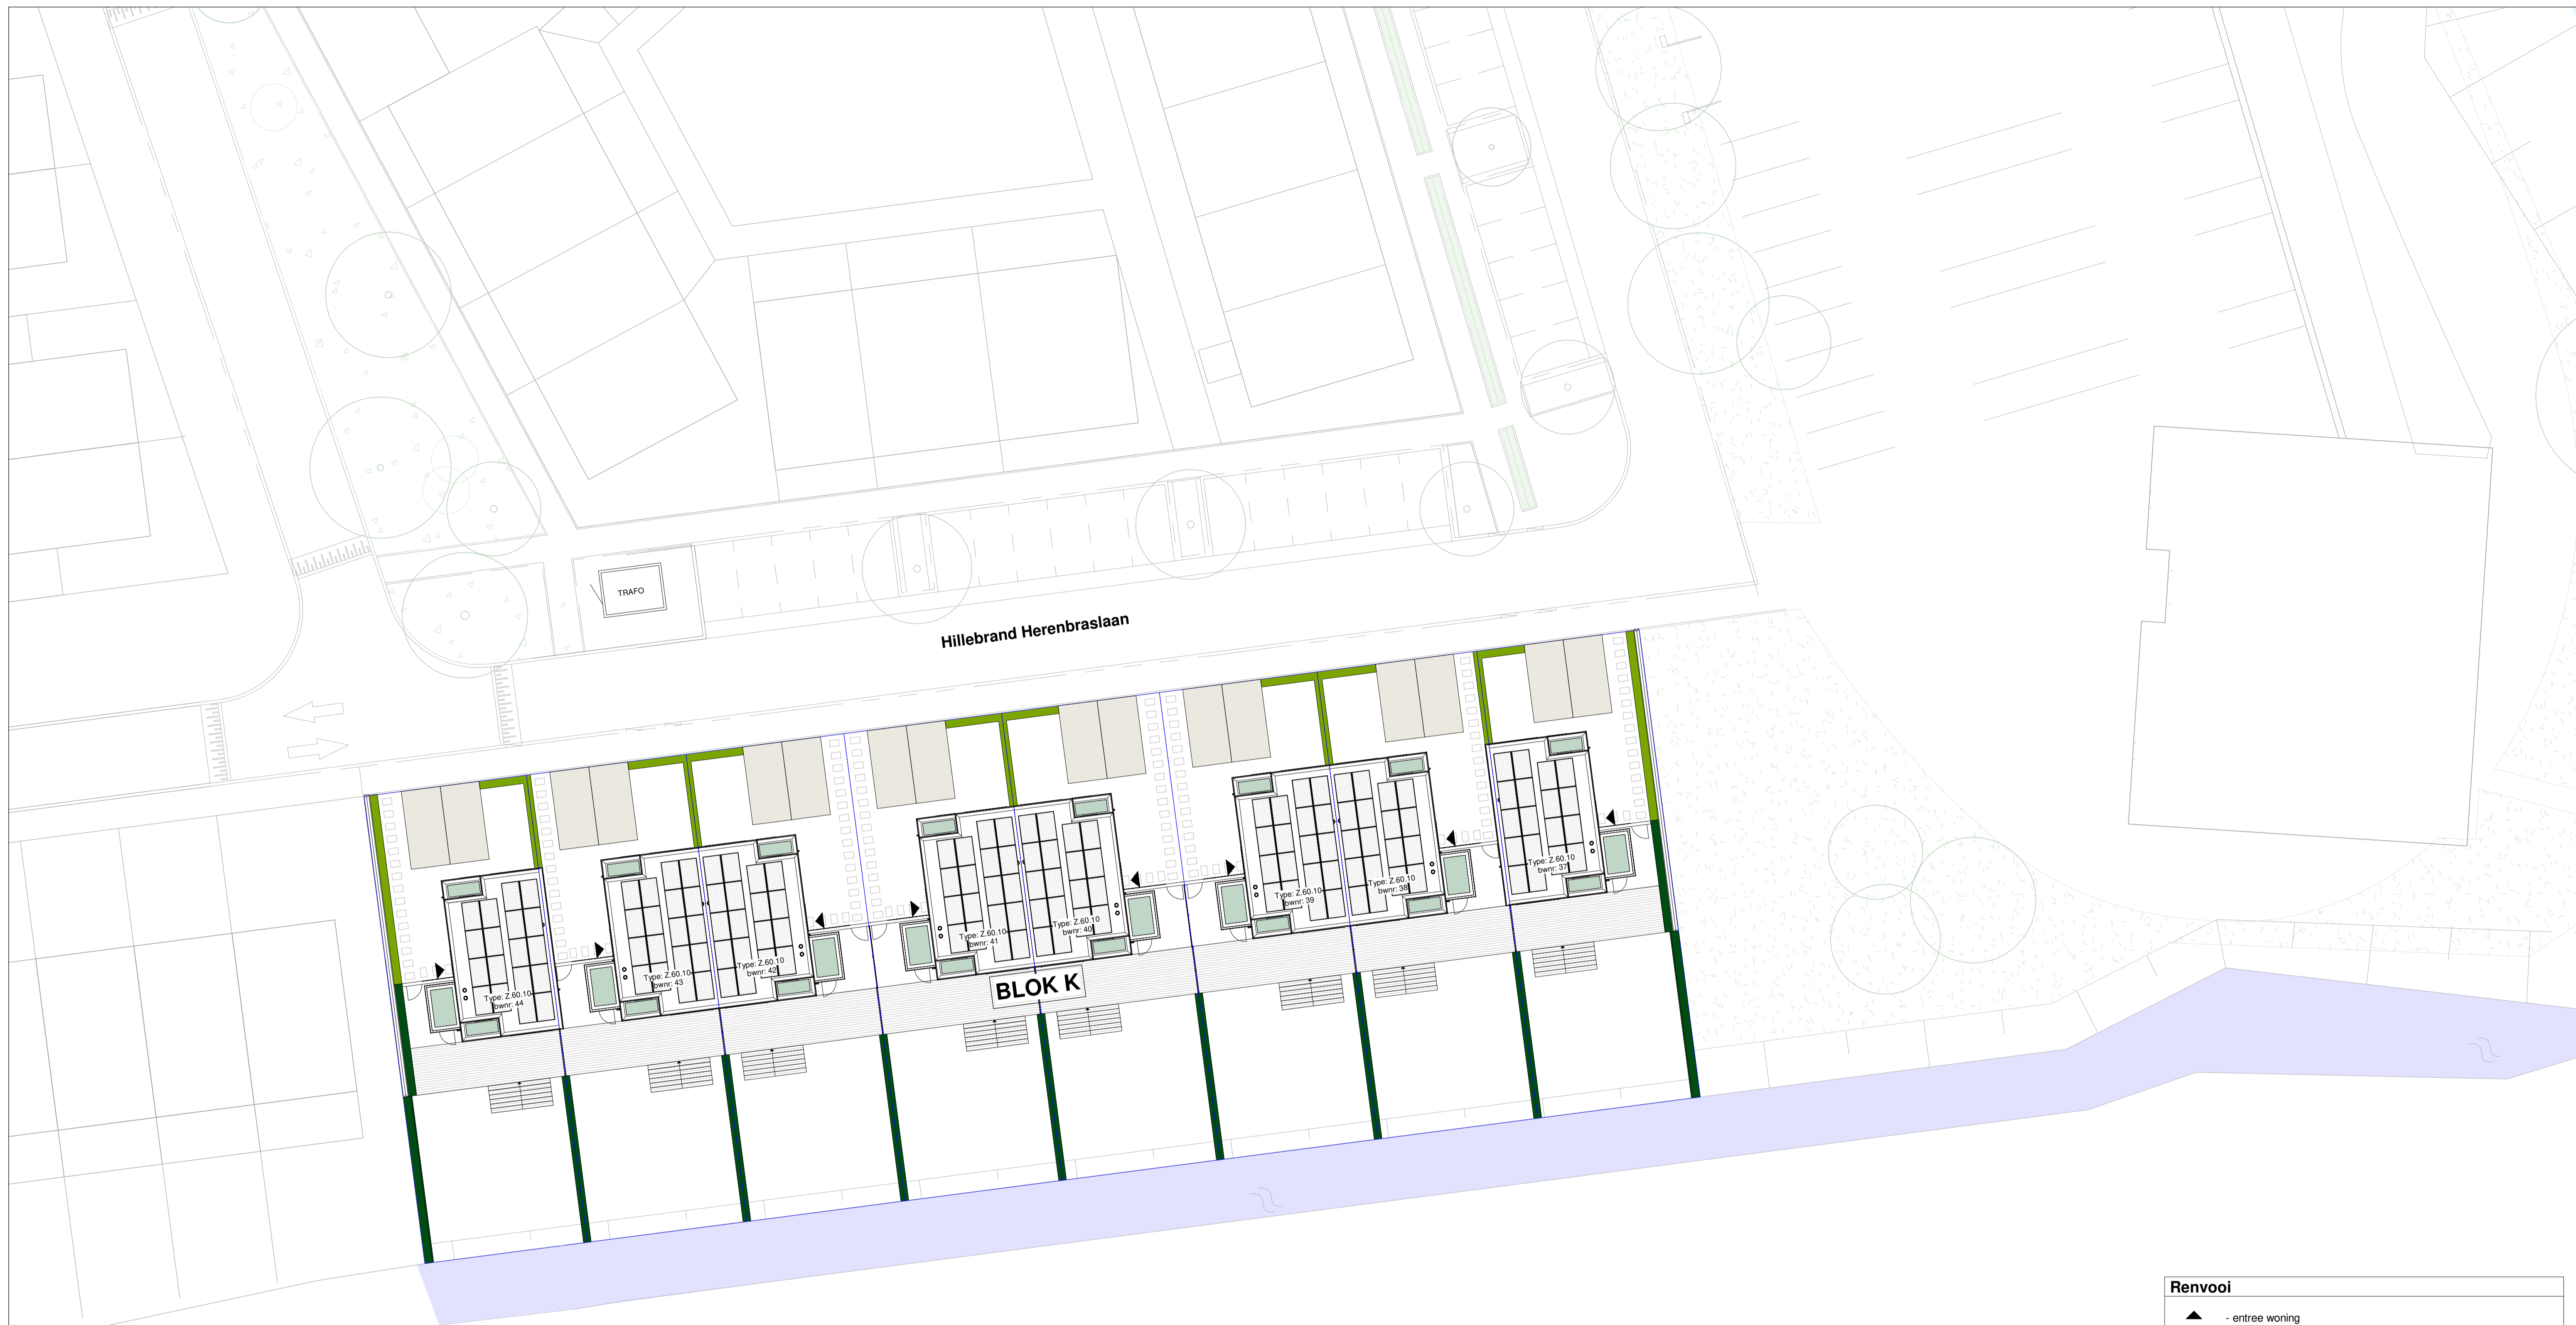 TRAFO
Hillebrand Herenbraslaan
Type: Z.60.10
bwnr: 44
Type: Z.60.10
bwnr: 43
Type: Z.60.10
bwnr: 42
Type: Z.60.10
bwnr: 41
Type: Z.60.10
bwnr: 40
Type: Z.60.10
bwnr: 39
Type: Z.60.10
bwnr: 38
Type: Z.60.10
bwnr: 37
BLOK K
Renvooi
- entree woning